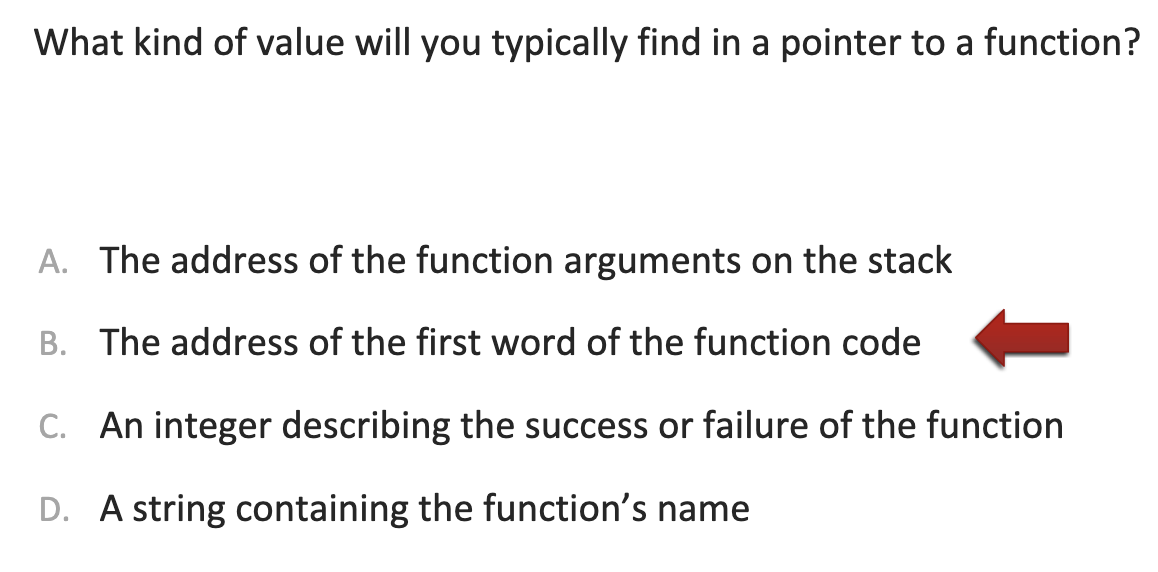 What kind of value will you typically find in a pointer to a function?
A. The address of the function arguments on the stack
B. The address of the first word of the function code
C. An integer describing the success or failure of the function
D. A string containing the function’s name